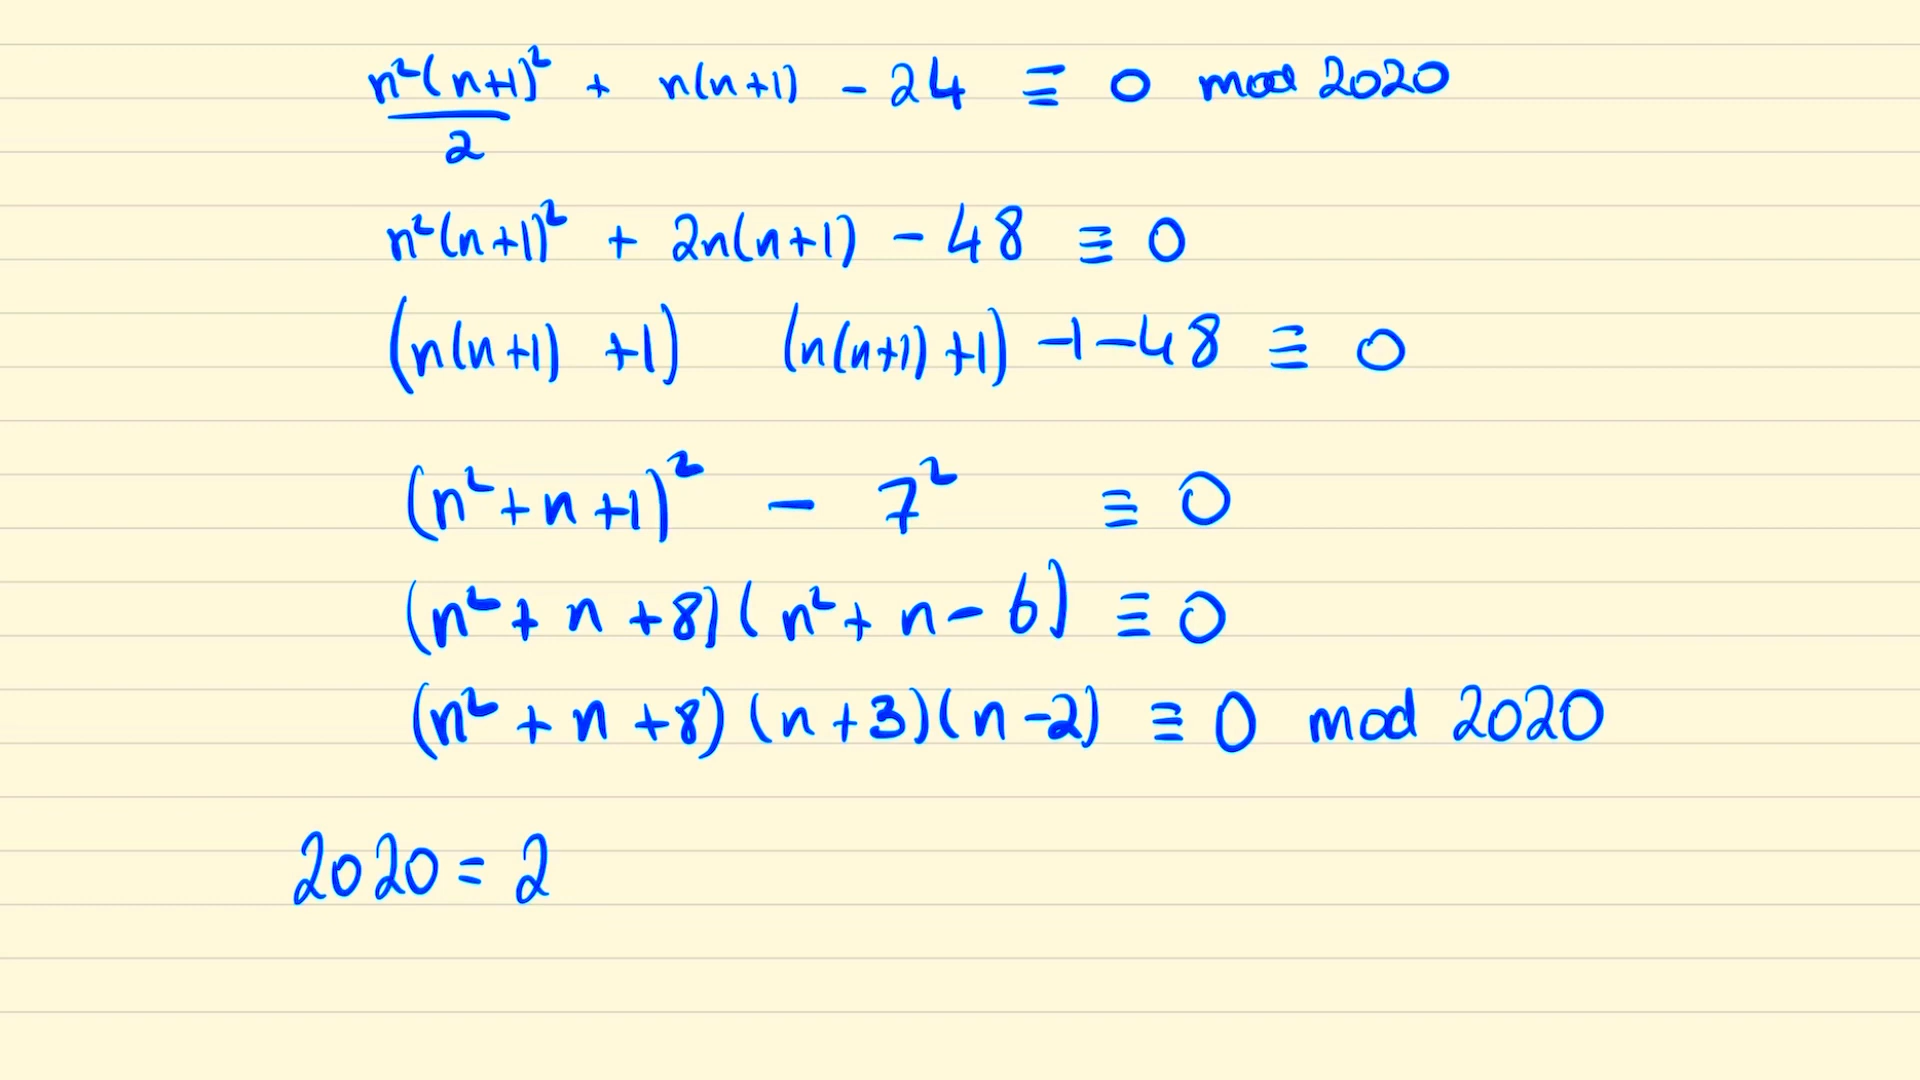 n²(n+1)²/2 + n(n+1) - 24 ≡ 0 mod 2020
n²(n+1)² + 2n(n+1) - 48 ≡ 0
(n(n+1) +1) (n(n+1) +1) -1-48 ≡ 0
(n²+n+1)² - 7² ≡ 0
(n²+n+8)(n²+n-6) ≡ 0
(n²+n+8)(n+3)(n-2) ≡ 0 mod 2020
2020 = 2